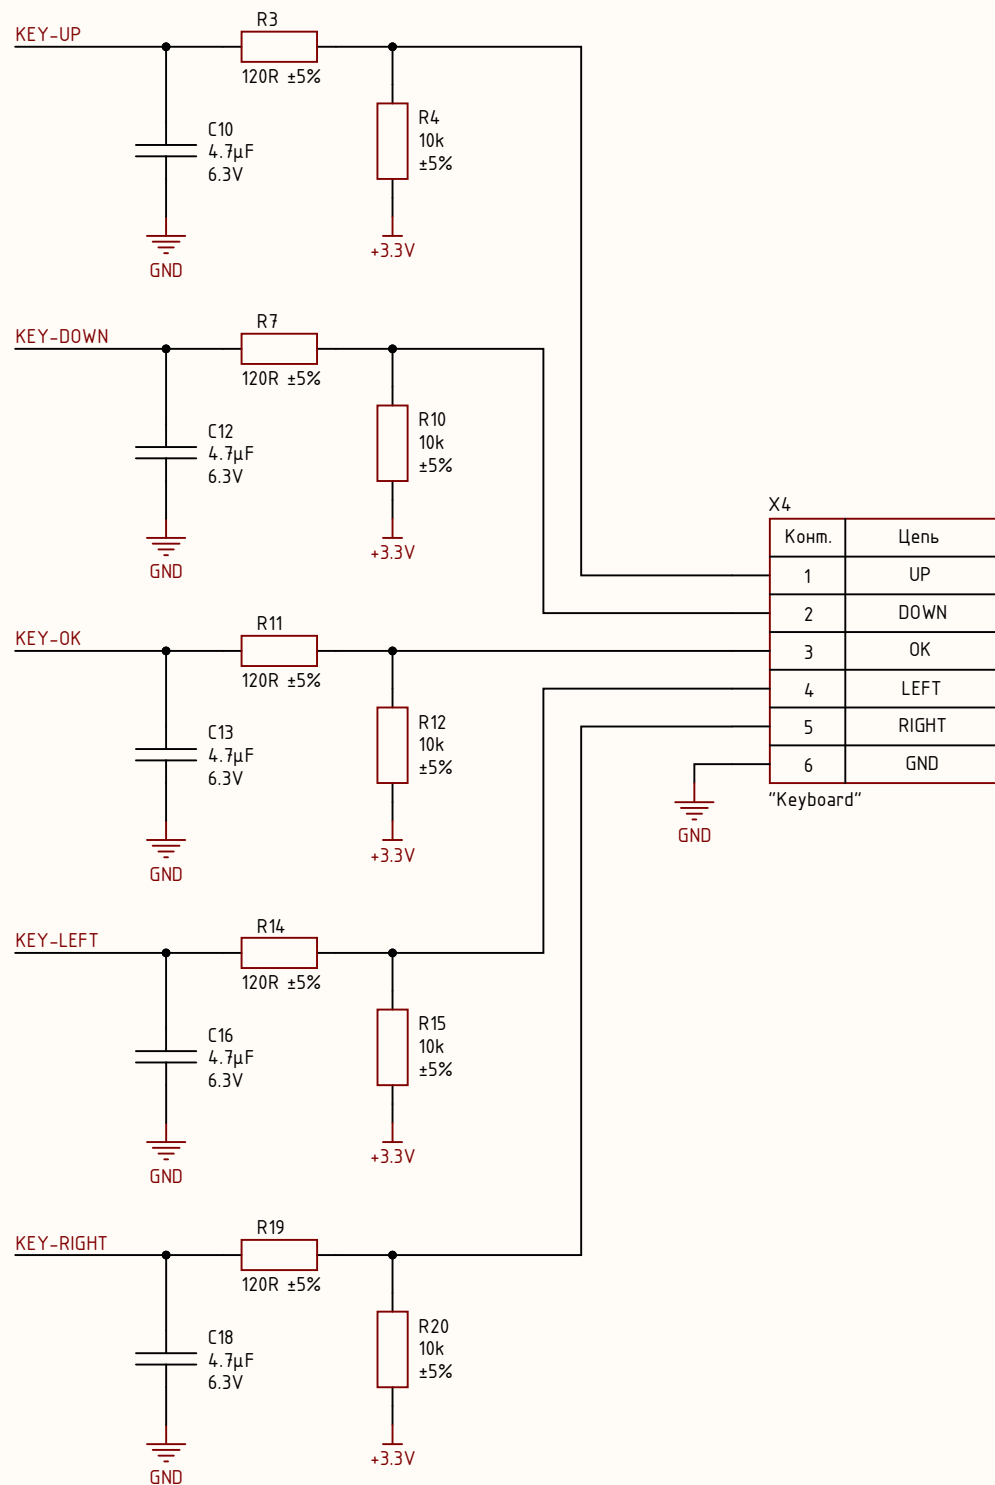 KEY-UP
R3
120R ±5%
C10
4.7µF
6.3V
GND
R4
10k
±5%
+3.3V
KEY-DOWN
R7
120R ±5%
C12
4.7µF
6.3V
GND
R10
10k
±5%
+3.3V
KEY-OK
R11
120R ±5%
C13
4.7µF
6.3V
GND
R12
10k
±5%
+3.3V
KEY-LEFT
R14
120R ±5%
C16
4.7µF
6.3V
GND
R15
10k
±5%
+3.3V
KEY-RIGHT
R19
120R ±5%
C18
4.7µF
6.3V
GND
R20
10k
±5%
+3.3V
X4
Конт. Цепь
1 UP
2 DOWN
3 OK
4 LEFT
5 RIGHT
6 GND
"Keyboard"
GND